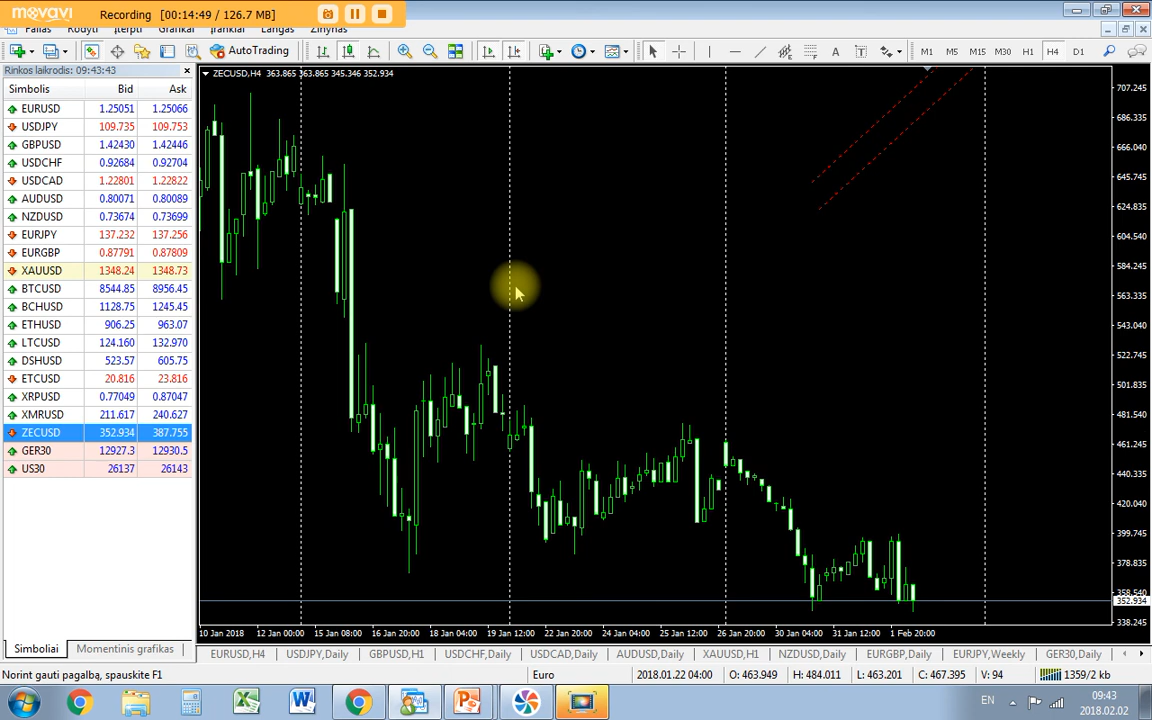 movavi Recording (00:14:49 / 126.7 MB)
Failas Rodyti Įterpti Grafikai Įrankiai Langas Žinynas
AutoTrading A T M1 M5 M15 M30 H1 H4 D1
Rinkos laikrodis: 09:43:43
Simbolis Bid Ask
EURUSD 1.25051 1.25066
USDJPY 109.735 109.753
GBPUSD 1.42430 1.42446
USDCHF 0.92684 0.92704
USDCAD 1.22801 1.22822
AUDUSD 0.80071 0.80089
NZDUSD 0.73674 0.73699
EURJPY 137.232 137.256
EURGBP 0.87791 0.87809
XAUUSD 1348.24 1348.73
BTCUSD 8544.85 8956.45
BCHUSD 1128.75 1245.45
ETHUSD 906.25 963.07
LTCUSD 124.160 132.970
DSHUSD 523.57 605.75
ETCUSD 20.816 23.816
XRPUSD 0.77049 0.87047
XMRUSD 211.617 240.627
ZECUSD 352.934 387.755
GER30 12927.3 12930.5
US30 26137 26143
Simboliai Momentinis grafikas
ZECUSD,H4 363.865 363.865 345.346 352.934
707.245
686.335
666.040
645.745
624.835
604.540
584.245
563.335
543.040
522.745
501.835
481.540
461.245
440.335
420.040
399.745
378.835
358.540
352.934
338.245
10 Jan 2018 12 Jan 00:00 15 Jan 08:00 16 Jan 20:00 18 Jan 04:00 19 Jan 12:00 22 Jan 20:00 24 Jan 04:00 25 Jan 12:00 26 Jan 20:00 30 Jan 04:00 31 Jan 12:00 1 Feb 20:00
EURUSD,H4 USDJPY,Daily GBPUSD,H1 USDCHF,Daily USDCAD,Daily AUDUSD,Daily XAUUSD,H1 NZDUSD,Daily EURGBP,Daily EURJPY,Weekly GER30,Daily
Norint gauti pagalbą, spauskite F1 Euro 2018.01.22 04:00 O: 463.949 H: 484.011 L: 463.201 C: 467.395 V: 94 1359/2 kb
EN 09:43
2018.02.02